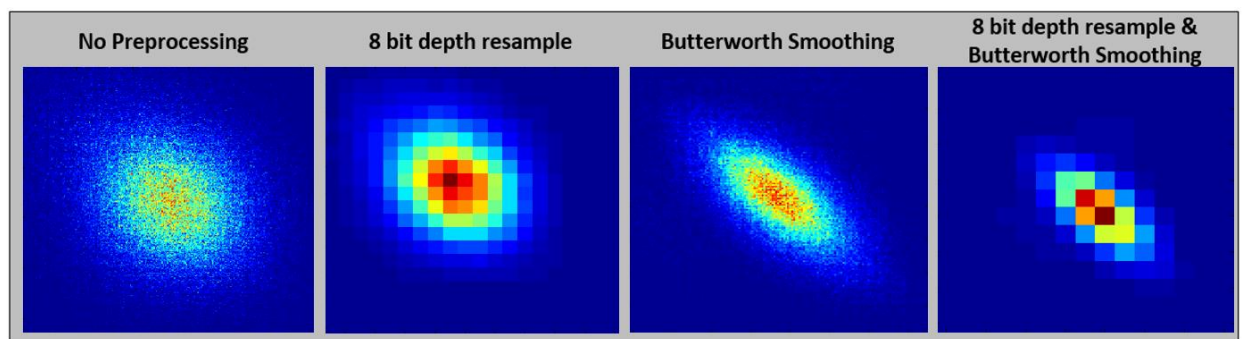 No Preprocessing
8 bit depth resample
Butterworth Smoothing
8 bit depth resample &
Butterworth Smoothing